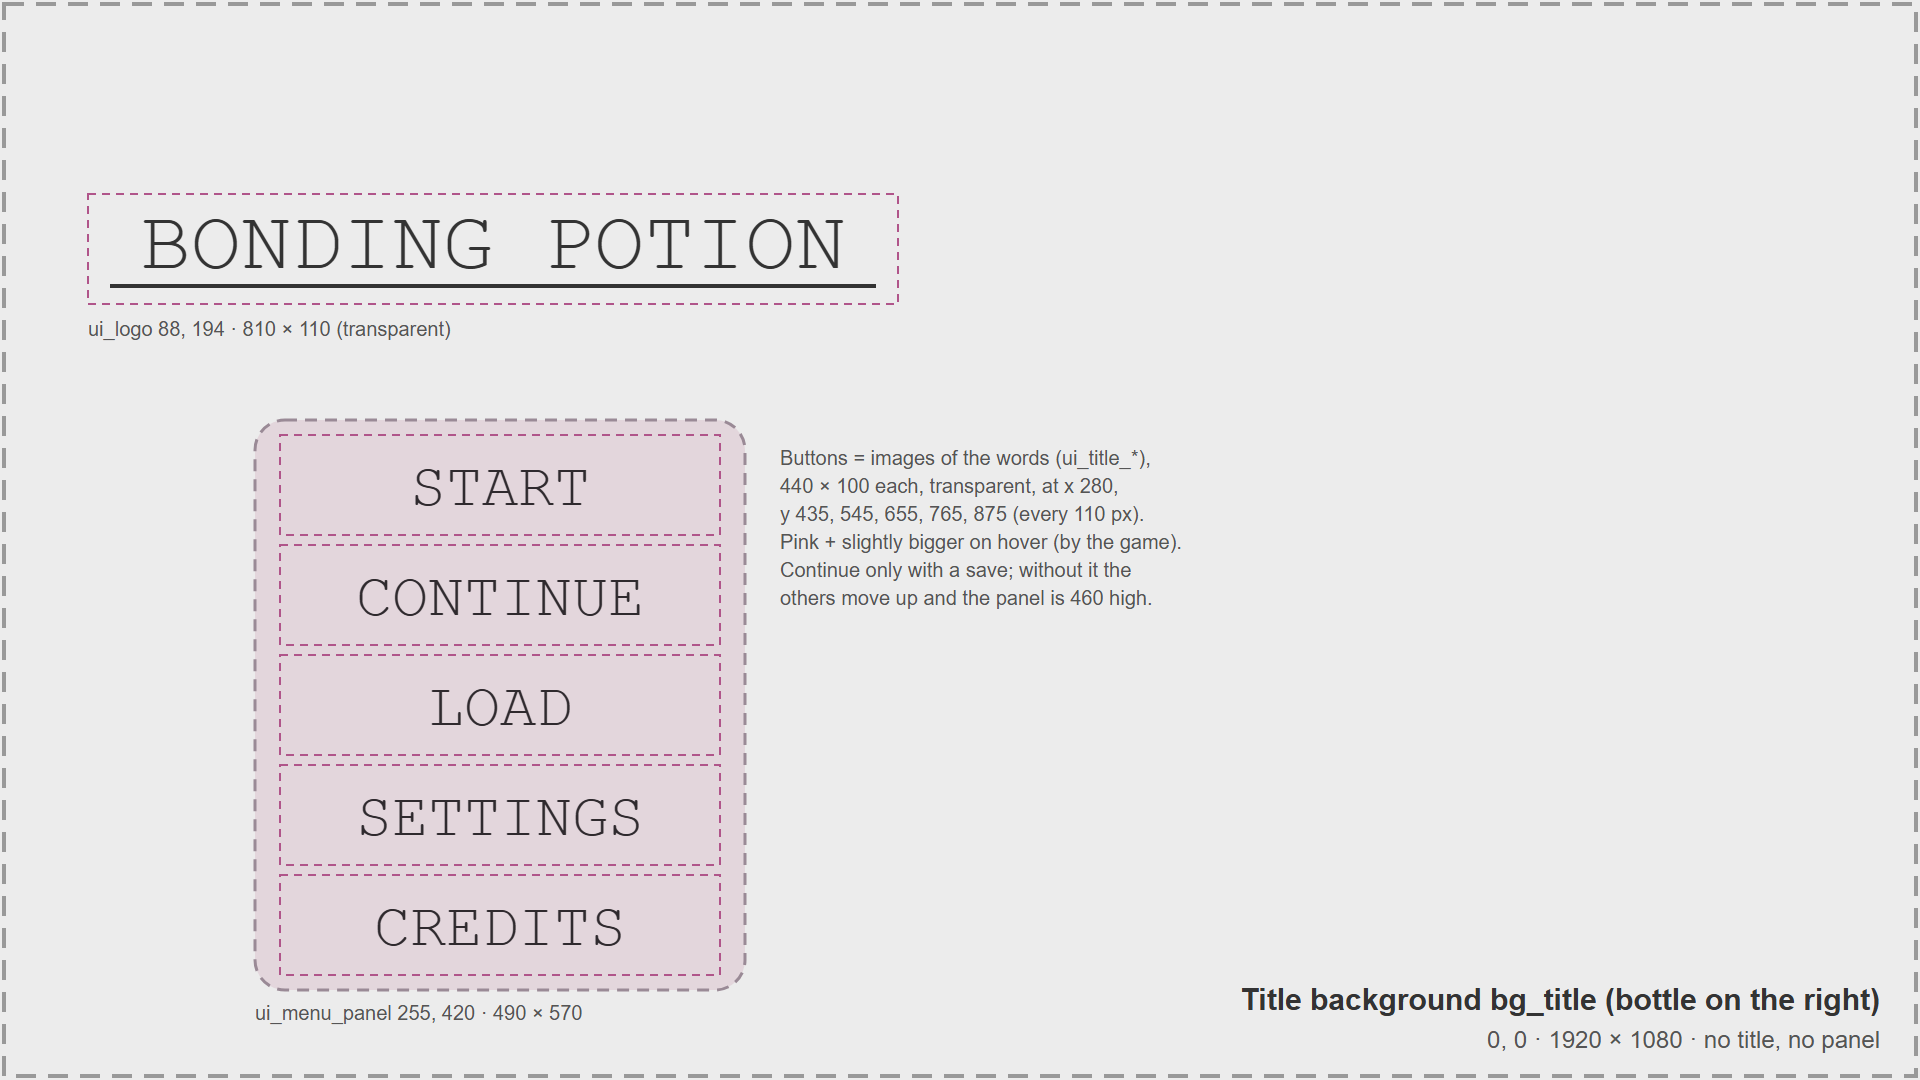 BONDING POTION
ui_logo 88, 194 · 810 × 110 (transparent)
START
CONTINUE
LOAD
SETTINGS
CREDITS
ui_menu_panel 255, 420 · 490 × 570
Buttons = images of the words (ui_title_*),
440 × 100 each, transparent, at x 280,
y 435, 545, 655, 765, 875 (every 110 px).
Pink + slightly bigger on hover (by the game).
Continue only with a save; without it the
others move up and the panel is 460 high.
Title background bg_title (bottle on the right)
0, 0 · 1920 × 1080 · no title, no panel